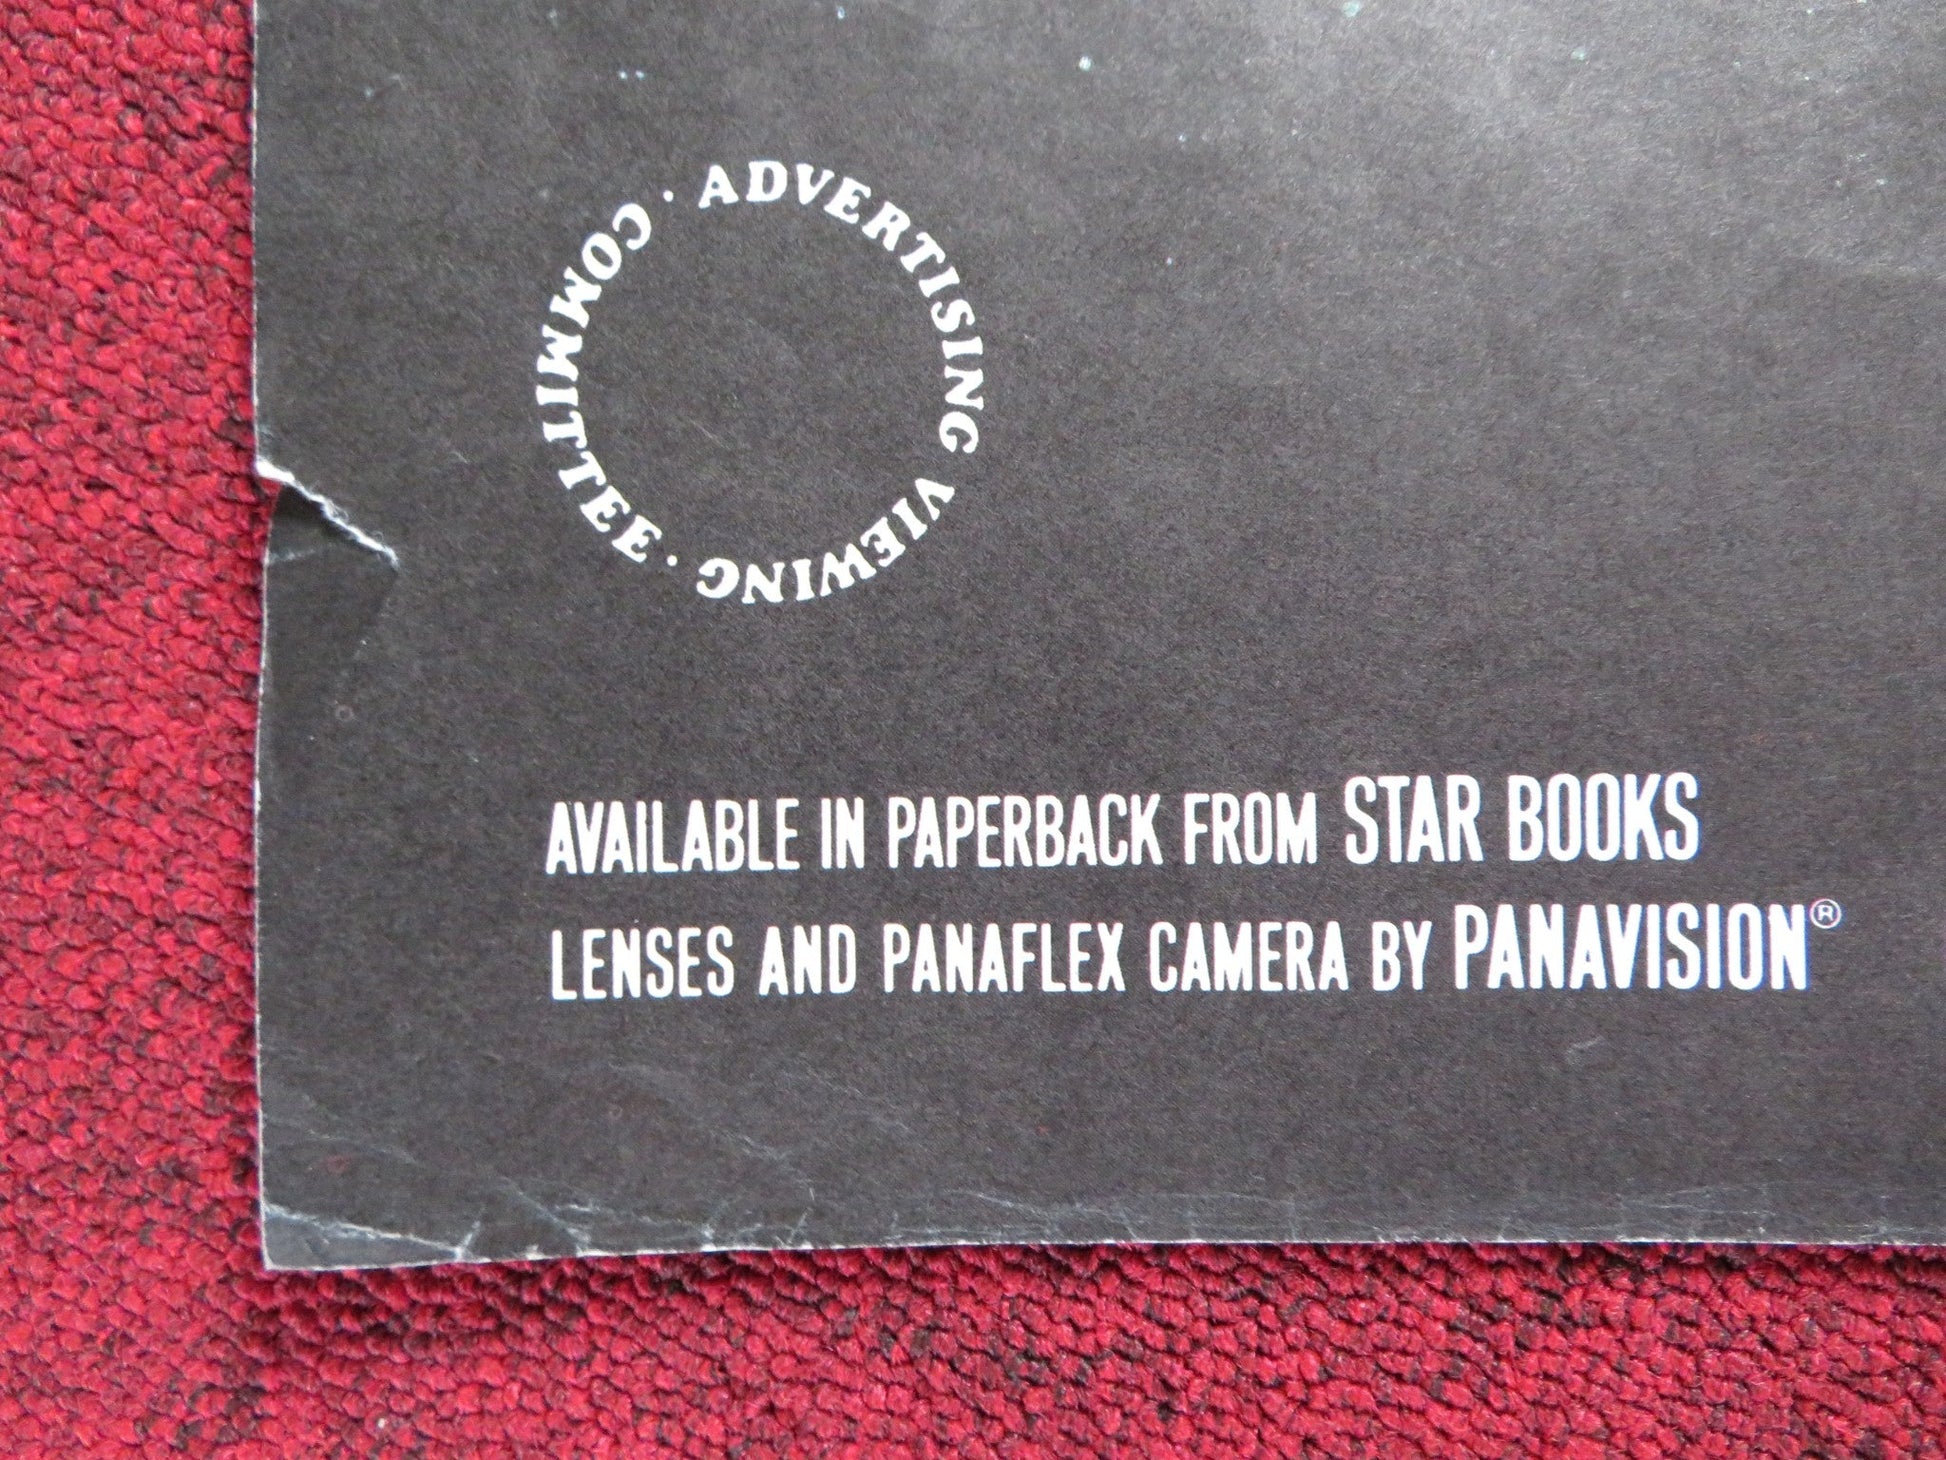 · ADVERTISING VIEWING · COMMITTEE
AVAILABLE IN PAPERBACK FROM STAR BOOKS
LENSES AND PANAFLEX CAMERA BY PANAVISION®